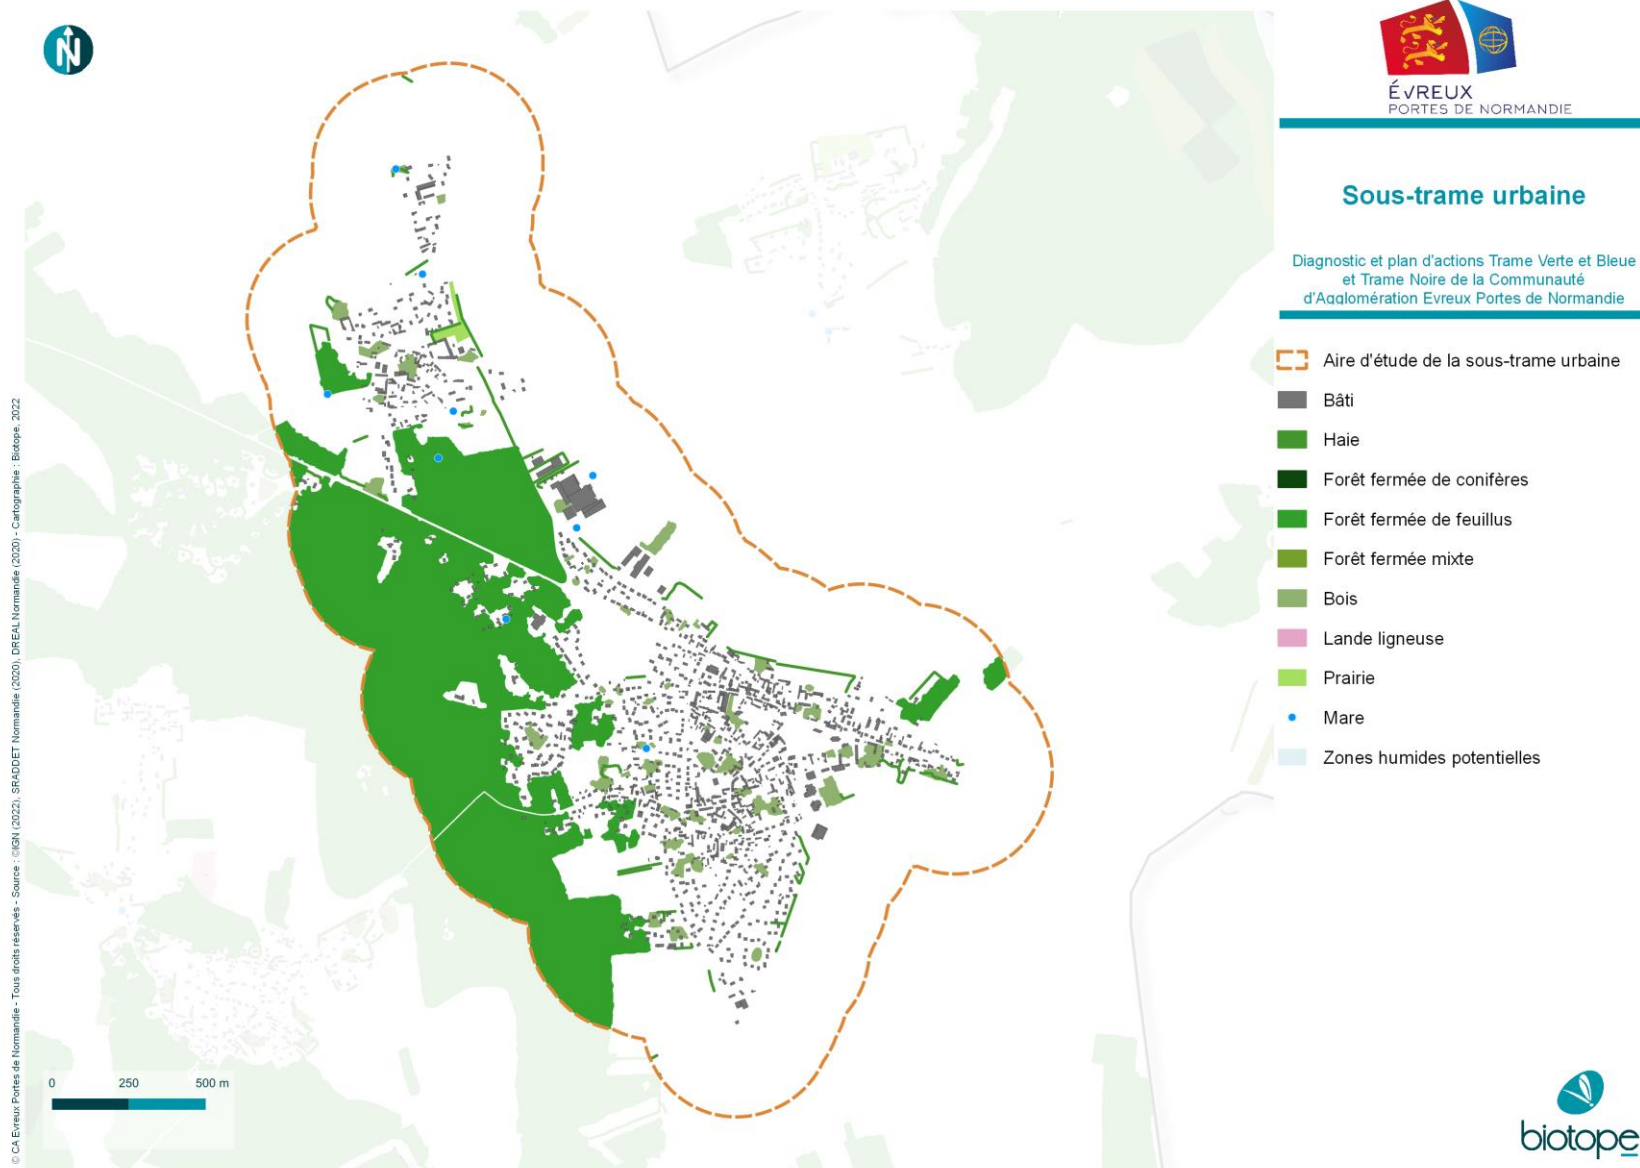 N
ÉVREUX
PORTES DE NORMANDIE
Sous-trame urbaine
Diagnostic et plan d'actions Trame Verte et Bleue
et Trame Noire de la Communauté
d'Agglomération Evreux Portes de Normandie
Aire d'étude de la sous-trame urbaine
Bâti
Haie
Forêt fermée de conifères
Forêt fermée de feuillus
Forêt fermée mixte
Bois
Lande ligneuse
Prairie
Mare
Zones humides potentielles
0 250 500 m
© CA Evreux Portes de Normandie - Tous droits réservés - Source : ©IGN (2022), SRADDET Normandie (2020), DREAL Normandie (2020) - Cartographie : Biotope, 2022
biotope